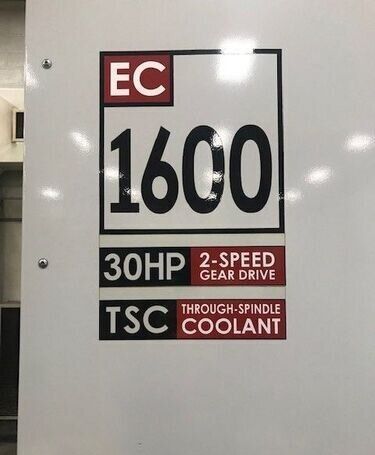 EC
1600
30HP 2-SPEED
GEAR DRIVE
TSC THROUGH-SPINDLE
COOLANT